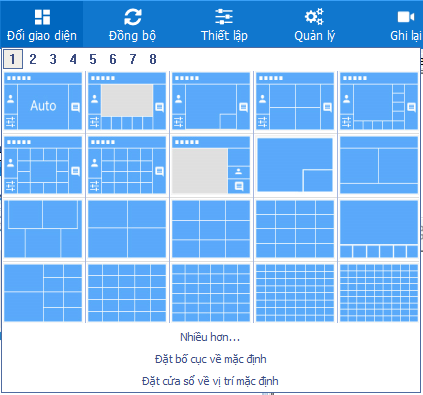 Đổi giao diện Đồng bộ Thiết lập Quản lý Ghi lại
1 2 3 4 5 6 7 8
Auto
Nhiều hơn...
Đặt bố cục về mặc định
Đặt cửa sổ về vị trí mặc định